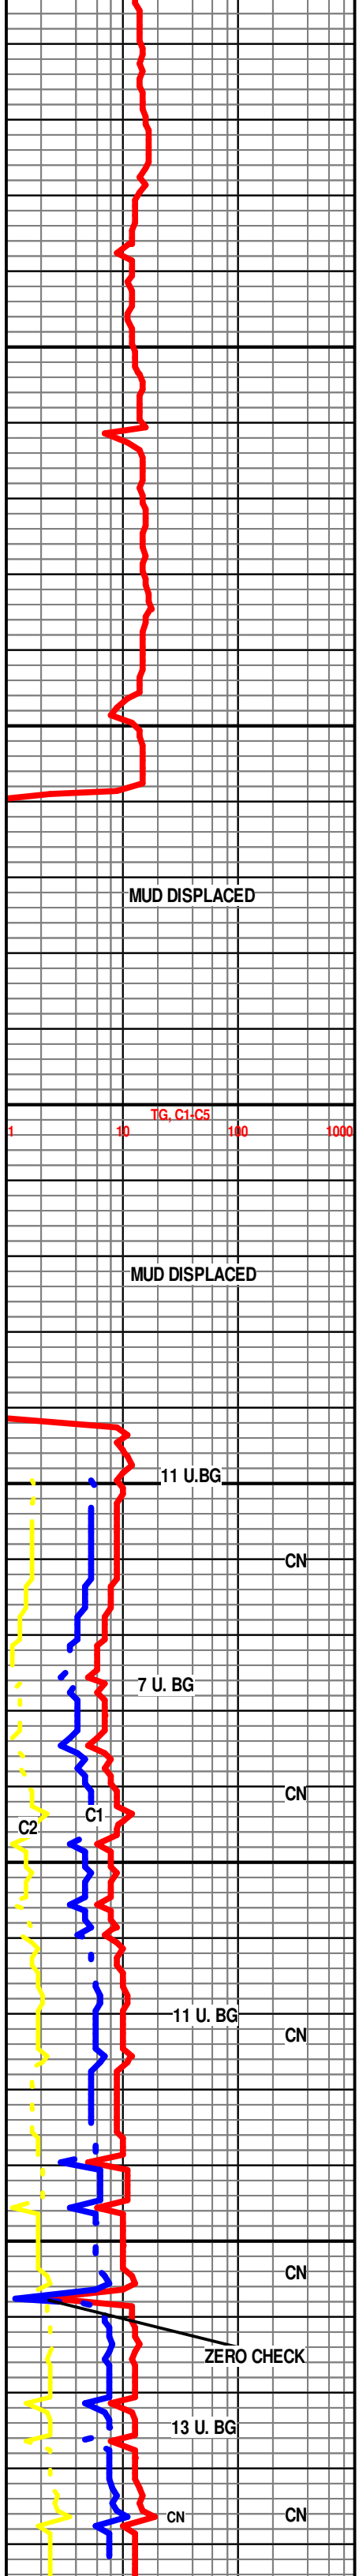 MUD DISPLACED
TG, C1-C5
1 10 100 1000
MUD DISPLACED
11 U.BG
CN
7 U. BG
CN
C1
C2
11 U. BG
CN
CN
ZERO CHECK
13 U. BG
CN CN